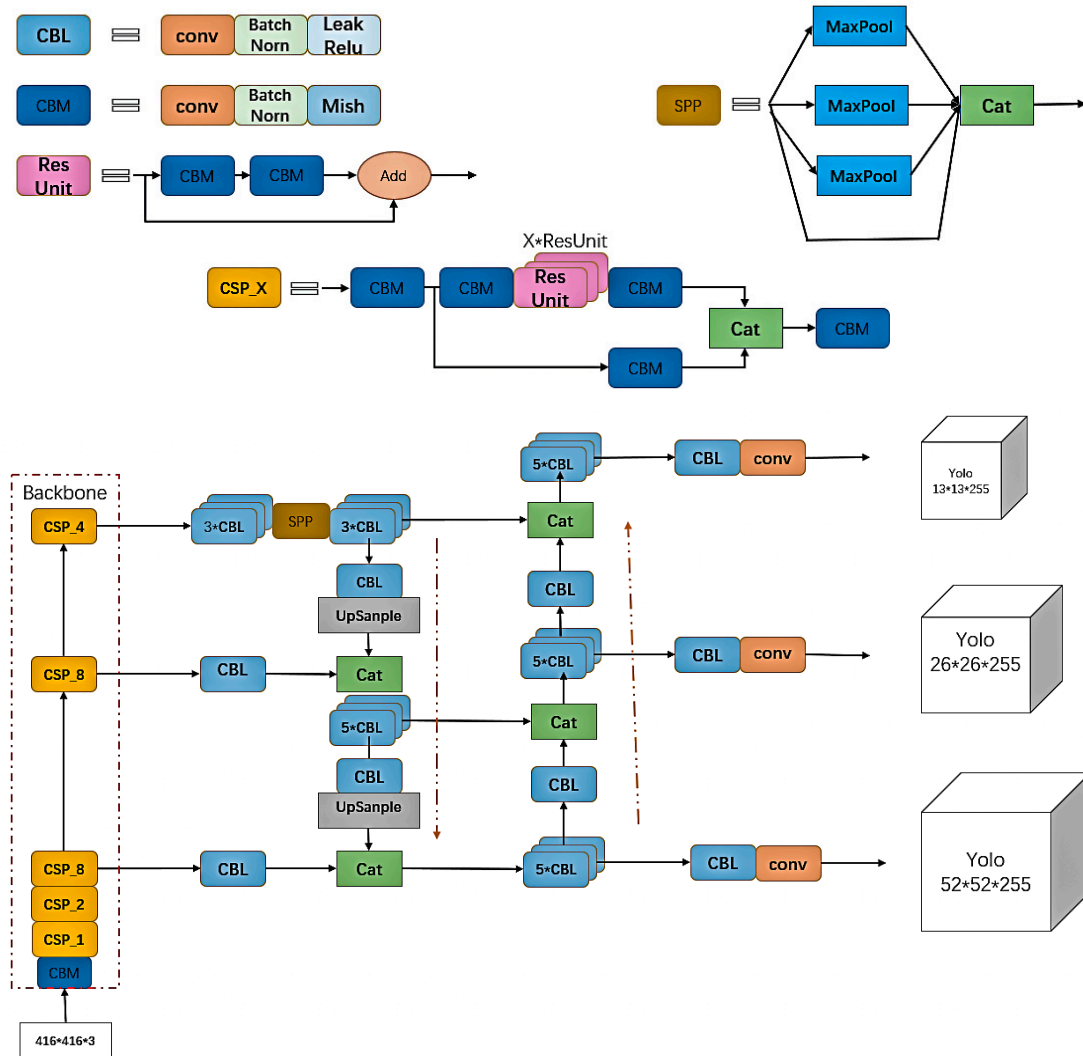 CBL
conv
Batch
Norn
Leak
Relu
CBM
conv
Batch
Norn
Mish
Res
Unit
CBM
CBM
Add
SPP
MaxPool
MaxPool
MaxPool
Cat
X*ResUnit
CSP_X
CBM
CBM
Res
Unit
CBM
Cat
CBM
CBM
Backbone
CSP_4
3*CBL
SPP
3*CBL
5*CBL
CBL
conv
Yolo
13*13*255
Cat
CBL
UpSanple
CBL
CSP_8
CBL
Cat
5*CBL
CBL
conv
Yolo
26*26*255
5*CBL
Cat
CBL
UpSanple
CBL
CSP_8
CBL
Cat
5*CBL
CBL
conv
Yolo
52*52*255
CSP_2
CSP_1
CBM
416*416*3